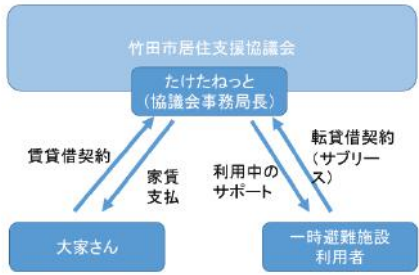 竹田市居住支援協議会
たけたねっと
(協議会事務局長)
賃貸借契約
家賃
支払
利用中の
サポート
転貸借契約
(サブリー
ス)
大家さん
一時避難施設
利用者